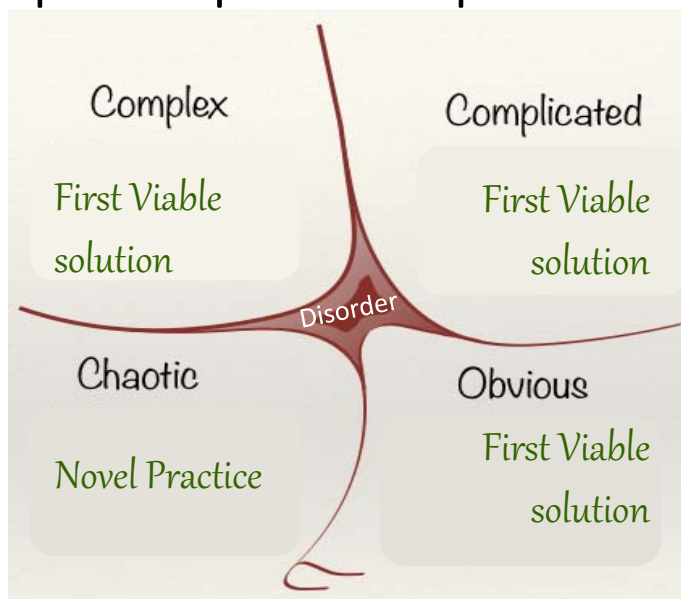 Complex
First Viable
solution
Complicated
First Viable
solution
Disorder
Chaotic
Novel Practice
Obvious
First Viable
solution